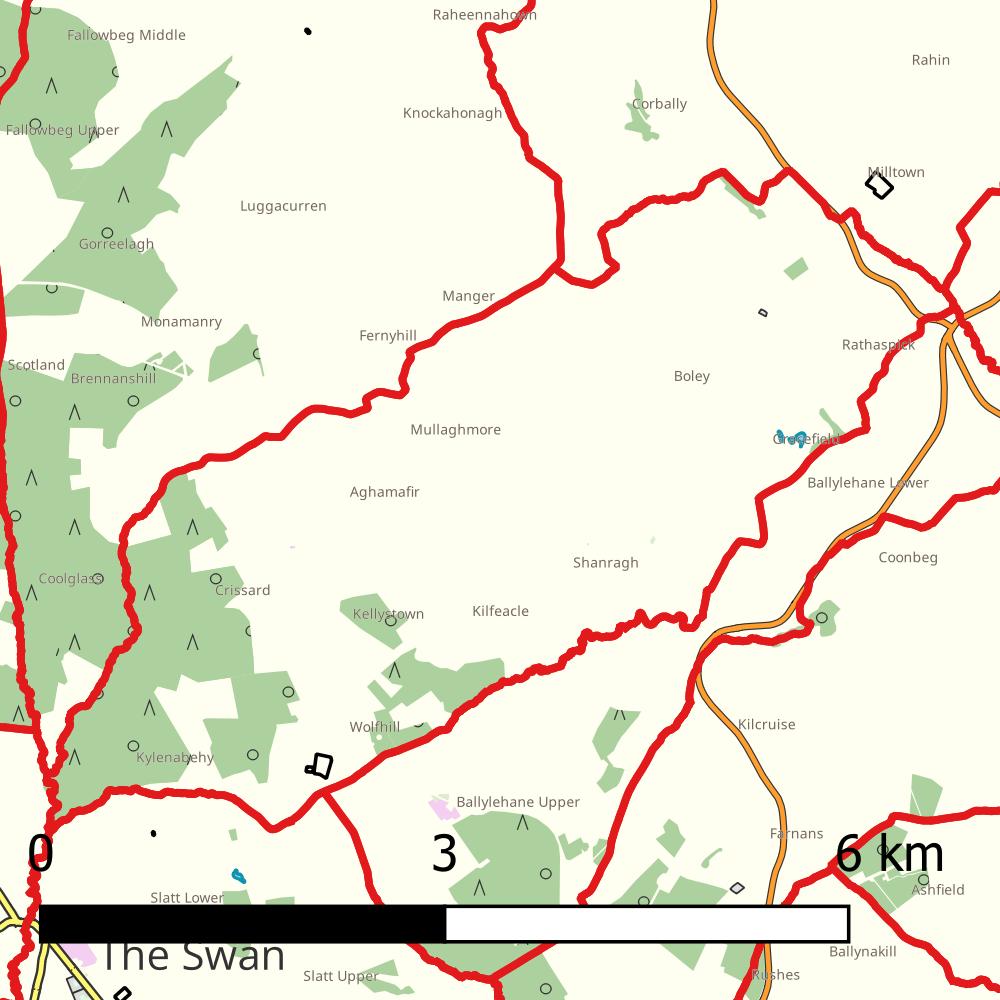 Raheennahown
Fallowbeg Middle
Rahin
Corbally
Knockahonagh
Fallowbeg Upper
Milltown
Luggacurren
Gorreelagh
Manger
Monamanry
Fernyhill
Rathaspick
Scotland
Boley
Brennanshill
Mullaghmore
Gracefield
Ballylehane Lower
Aghamafir
Coonbeg
Shanragh
Coolglass
Crissard
Kilfeacle
Kellystown
Kilcruise
Wolfhill
Kylenabehy
Ballylehane Upper
Farnans
0 3 6 km
Ashfield
Slatt Lower
Ballynakill
The Swan
Slatt Upper
Rushes